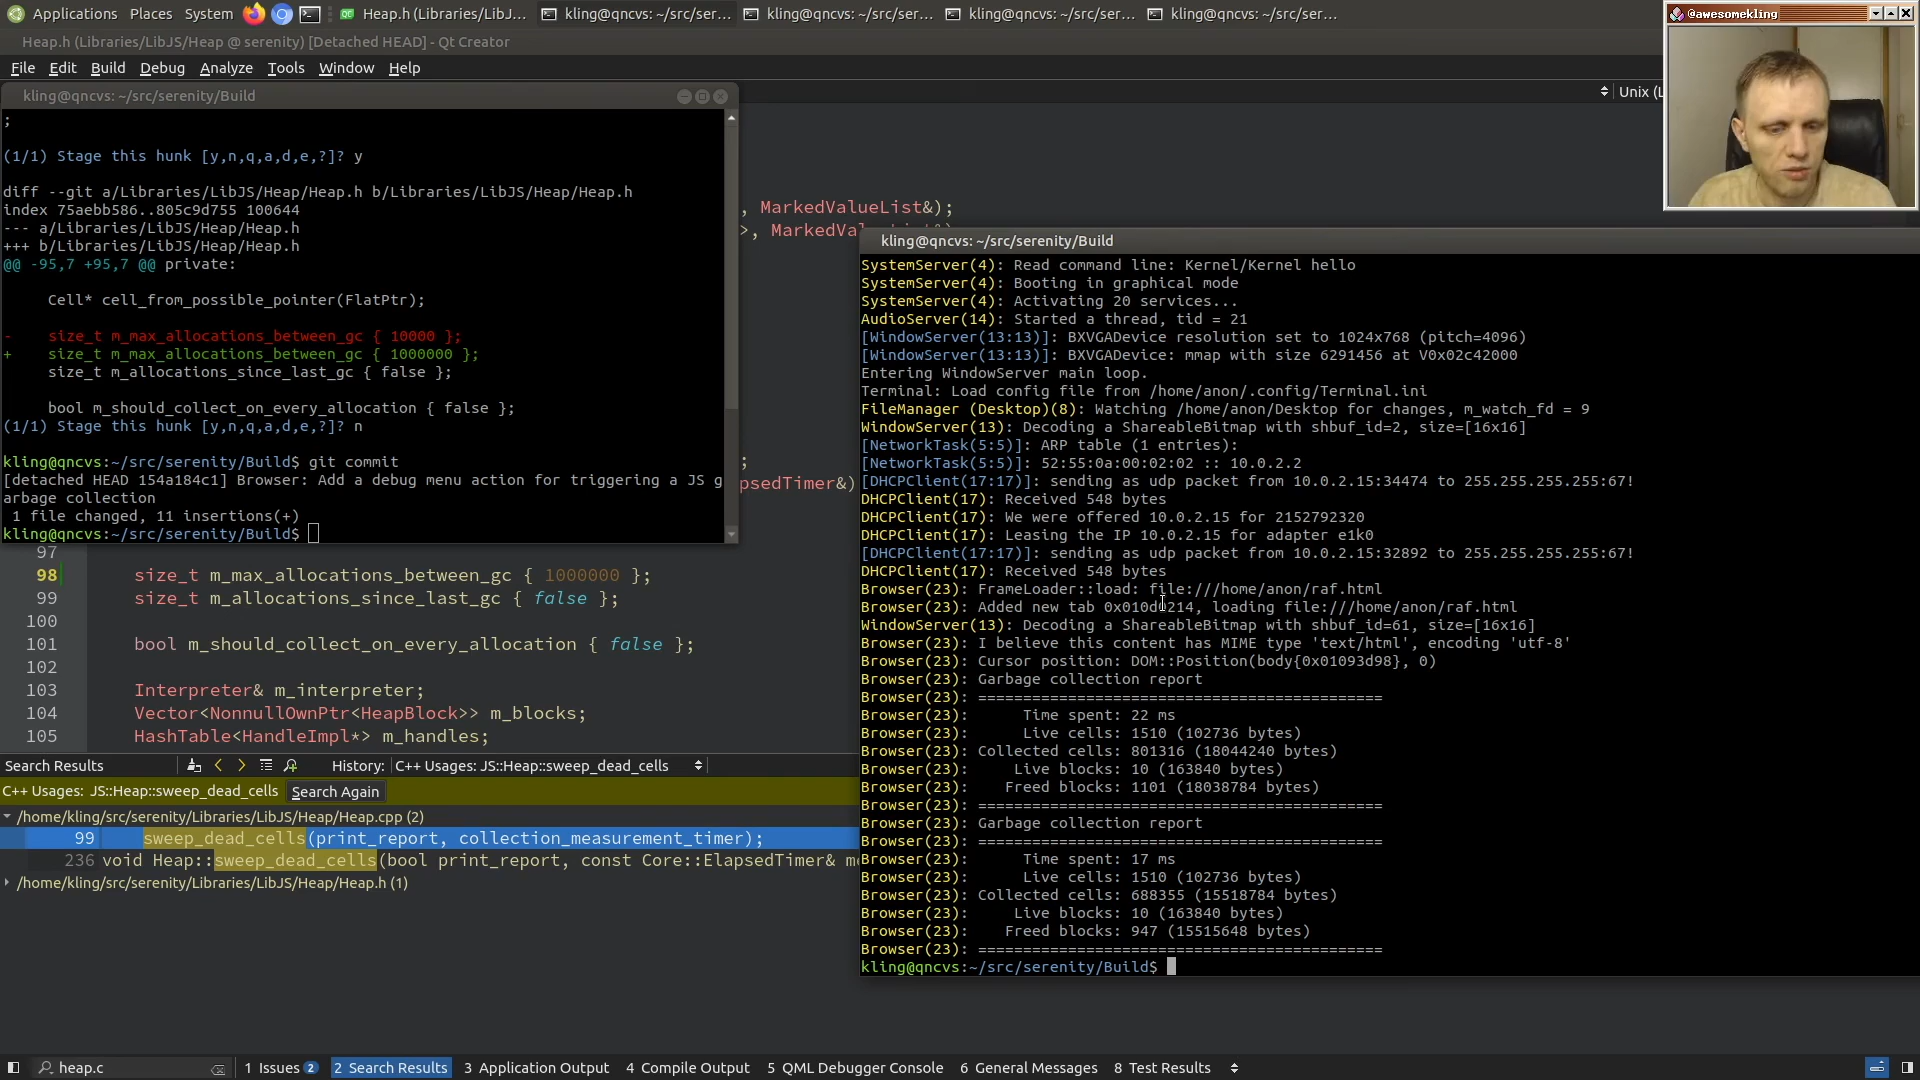 Applications Places System Heap.h (Libraries/LibJ... kling@qncvs: ~/src/ser... kling@qncvs: ~/src/ser... kling@qncvs: ~/src/ser... kling@qncvs: ~/src/ser...
@awesomekling
Heap.h (Libraries/LibJS/Heap @ serenity) [Detached HEAD] - Qt Creator
File Edit Build Debug Analyze Tools Window Help
Unix (L
kling@qncvs: ~/src/serenity/Build
;
(1/1) Stage this hunk [y,n,q,a,d,e,?]? y
diff --git a/Libraries/LibJS/Heap/Heap.h b/Libraries/LibJS/Heap/Heap.h
index 75aebb586..805c9d755 100644
--- a/Libraries/LibJS/Heap/Heap.h
+++ b/Libraries/LibJS/Heap/Heap.h
@@ -95,7 +95,7 @@ private:
Cell* cell_from_possible_pointer(FlatPtr);
- size_t m_max_allocations_between_gc { 10000 };
+ size_t m_max_allocations_between_gc { 1000000 };
size_t m_allocations_since_last_gc { false };
bool m_should_collect_on_every_allocation { false };
(1/1) Stage this hunk [y,n,q,a,d,e,?]? n
kling@qncvs:~/src/serenity/Build$ git commit
[detached HEAD 154a184c1] Browser: Add a debug menu action for triggering a JS g
arbage collection
1 file changed, 11 insertions(+)
kling@qncvs:~/src/serenity/Build$
, MarkedValueList&);
>, MarkedVa
;
psedTimer&)
97
98 size_t m_max_allocations_between_gc { 1000000 };
99 size_t m_allocations_since_last_gc { false };
100
101 bool m_should_collect_on_every_allocation { false };
102
103 Interpreter& m_interpreter;
104 Vector<NonnullOwnPtr<HeapBlock>> m_blocks;
105 HashTable<HandleImpl*> m_handles;
Search Results History: C++ Usages: JS::Heap::sweep_dead_cells
C++ Usages: JS::Heap::sweep_dead_cells Search Again
/home/kling/src/serenity/Libraries/LibJS/Heap/Heap.cpp (2)
99 sweep_dead_cells(print_report, collection_measurement_timer);
236 void Heap::sweep_dead_cells(bool print_report, const Core::ElapsedTimer& me
/home/kling/src/serenity/Libraries/LibJS/Heap/Heap.h (1)
kling@qncvs: ~/src/serenity/Build
SystemServer(4): Read command line: Kernel/Kernel hello
SystemServer(4): Booting in graphical mode
SystemServer(4): Activating 20 services...
AudioServer(14): Started a thread, tid = 21
[WindowServer(13:13)]: BXVGADevice resolution set to 1024x768 (pitch=4096)
[WindowServer(13:13)]: BXVGADevice: mmap with size 6291456 at V0x02c42000
Entering WindowServer main loop.
Terminal: Load config file from /home/anon/.config/Terminal.ini
FileManager (Desktop)(8): Watching /home/anon/Desktop for changes, m_watch_fd = 9
WindowServer(13): Decoding a ShareableBitmap with shbuf_id=2, size=[16x16]
[NetworkTask(5:5)]: ARP table (1 entries):
[NetworkTask(5:5)]: 52:55:0a:00:02:02 :: 10.0.2.2
[DHCPClient(17:17)]: sending as udp packet from 10.0.2.15:34474 to 255.255.255.255:67!
DHCPClient(17): Received 548 bytes
DHCPClient(17): We were offered 10.0.2.15 for 2152792320
DHCPClient(17): Leasing the IP 10.0.2.15 for adapter e1k0
[DHCPClient(17:17)]: sending as udp packet from 10.0.2.15:32892 to 255.255.255.255:67!
DHCPClient(17): Received 548 bytes
Browser(23): FrameLoader::load: file:///home/anon/raf.html
Browser(23): Added new tab 0x010d0214, loading file:///home/anon/raf.html
WindowServer(13): Decoding a ShareableBitmap with shbuf_id=61, size=[16x16]
Browser(23): I believe this content has MIME type 'text/html', encoding 'utf-8'
Browser(23): Cursor position: DOM::Position(body{0x01093d98}, 0)
Browser(23): Garbage collection report
Browser(23): =============================================
Browser(23): Time spent: 22 ms
Browser(23): Live cells: 1510 (102736 bytes)
Browser(23): Collected cells: 801316 (18044240 bytes)
Browser(23): Live blocks: 10 (163840 bytes)
Browser(23): Freed blocks: 1101 (18038784 bytes)
Browser(23): =============================================
Browser(23): Garbage collection report
Browser(23): =============================================
Browser(23): Time spent: 17 ms
Browser(23): Live cells: 1510 (102736 bytes)
Browser(23): Collected cells: 688355 (15518784 bytes)
Browser(23): Live blocks: 10 (163840 bytes)
Browser(23): Freed blocks: 947 (15515648 bytes)
Browser(23): =============================================
kling@qncvs:~/src/serenity/Build$
heap.c 1 Issues 2 2 Search Results 3 Application Output 4 Compile Output 5 QML Debugger Console 6 General Messages 8 Test Results